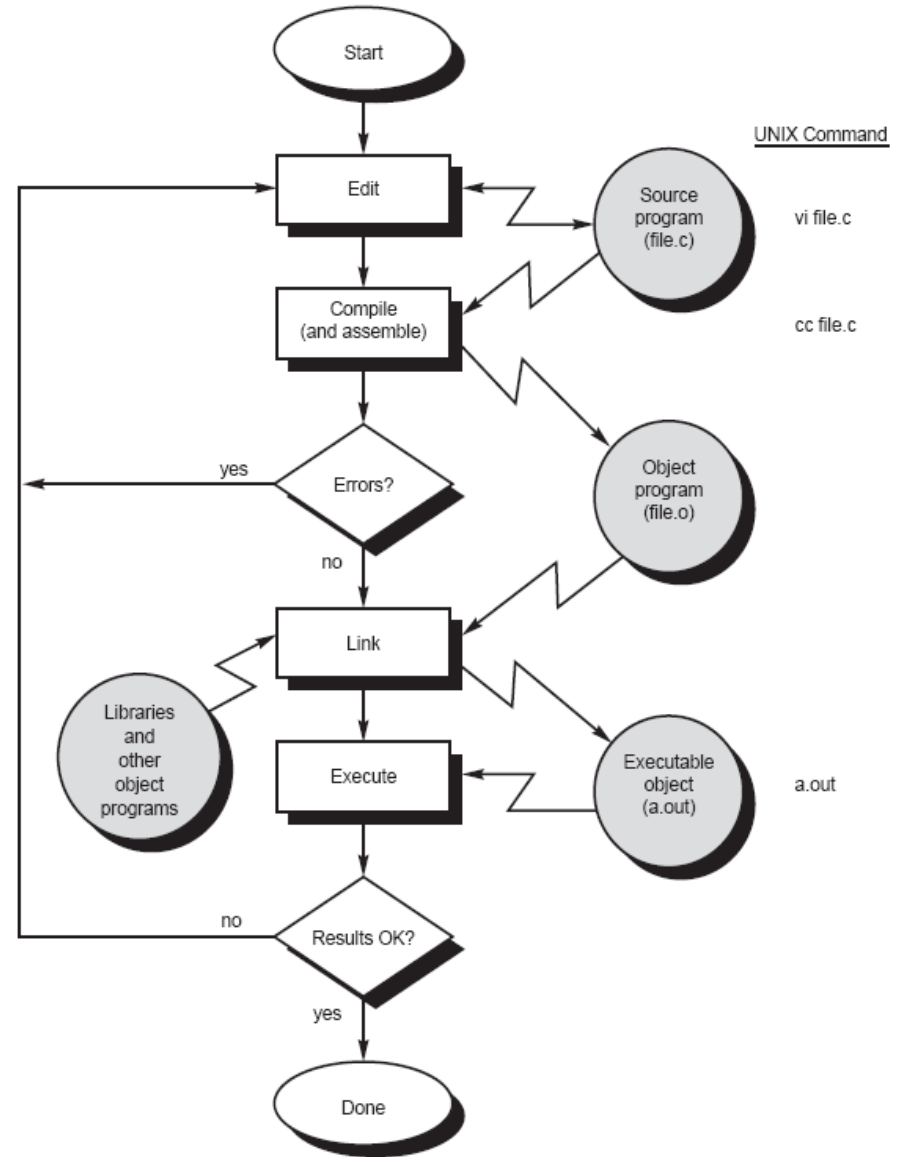 Start
UNIX Command
Edit
Source
program
(file.c)
vi file.c
Compile
(and assemble)
cc file.c
yes
Errors?
Object
program
(file.o)
no
Link
Libraries
and
other
object
programs
Execute
Executable
object
(a.out)
a.out
no
Results OK?
yes
Done